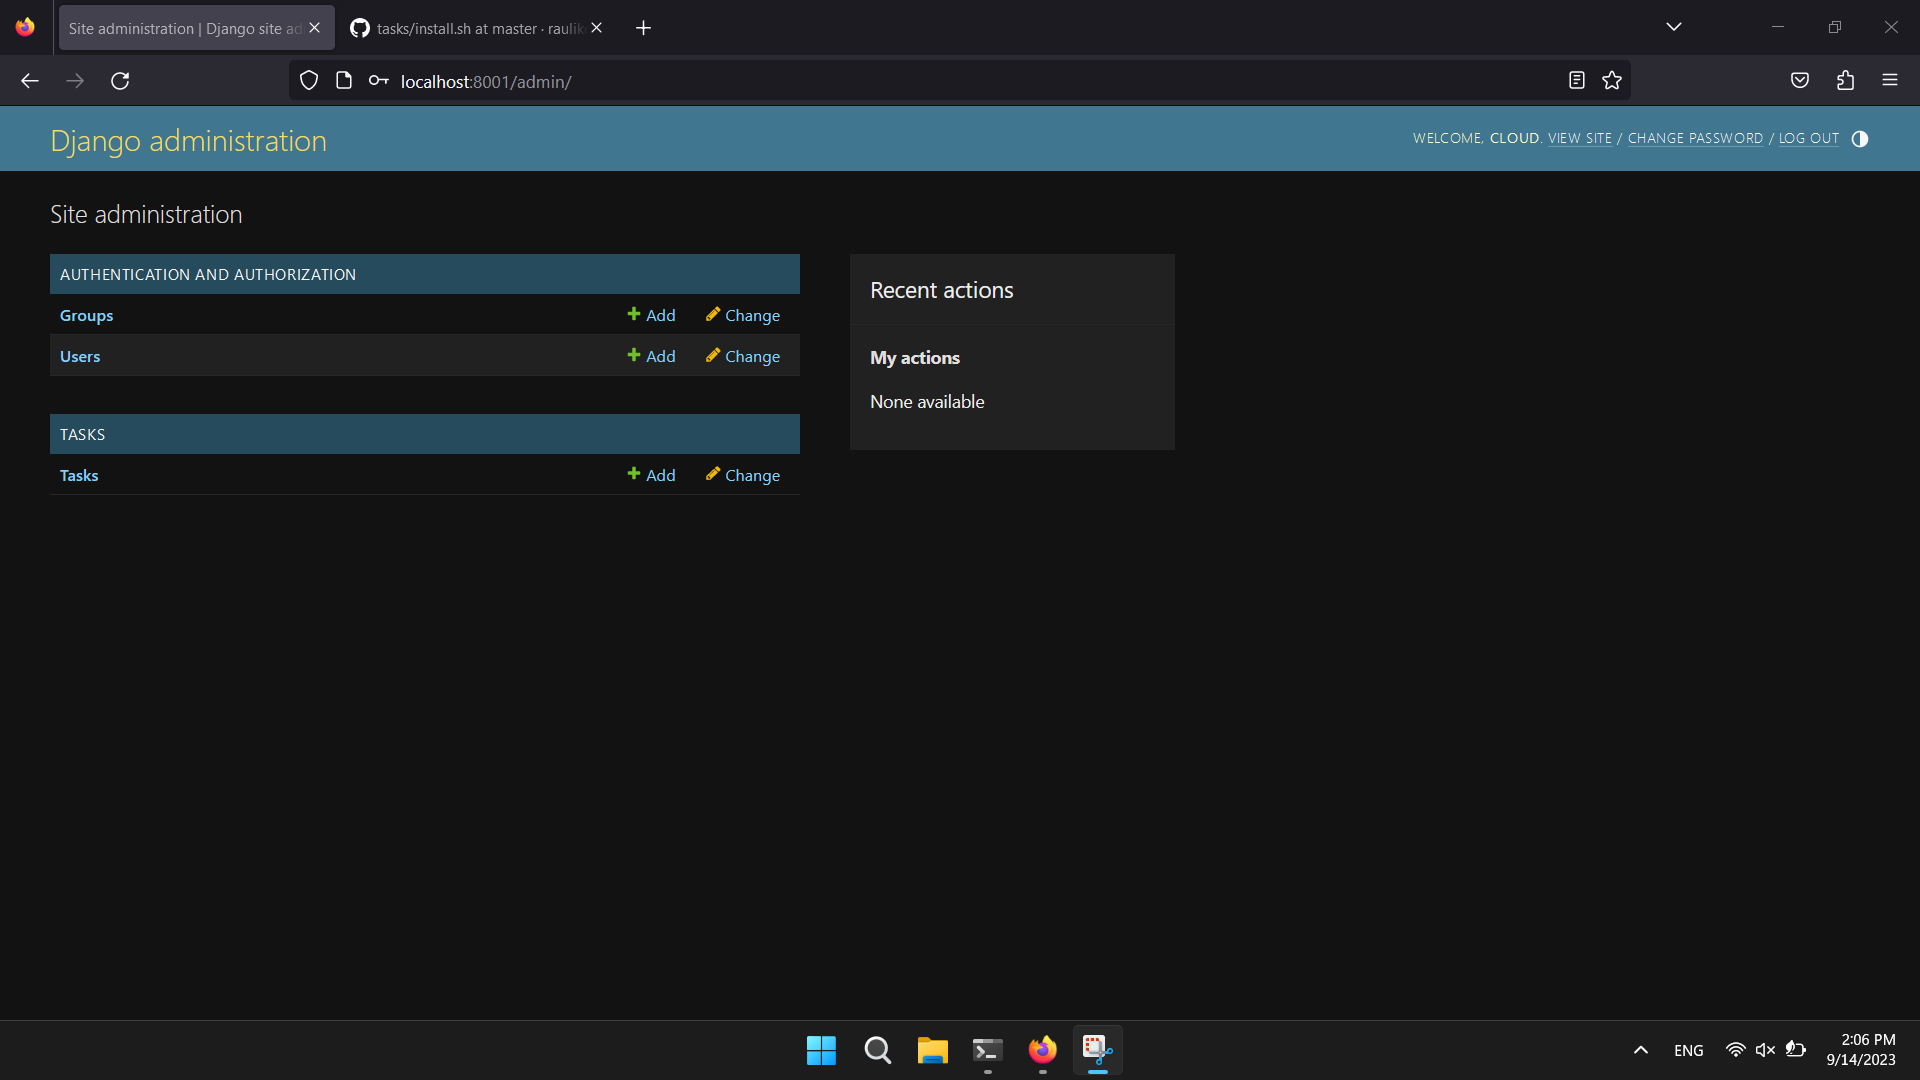 Site administration | Django site ad
tasks/install.sh at master · raulik
localhost:8001/admin/
Django administration
WELCOME, CLOUD. VIEW SITE / CHANGE PASSWORD / LOG OUT
Site administration
AUTHENTICATION AND AUTHORIZATION
Groups Add Change
Users Add Change
TASKS
Tasks Add Change
Recent actions
My actions
None available
ENG
2:06 PM
9/14/2023